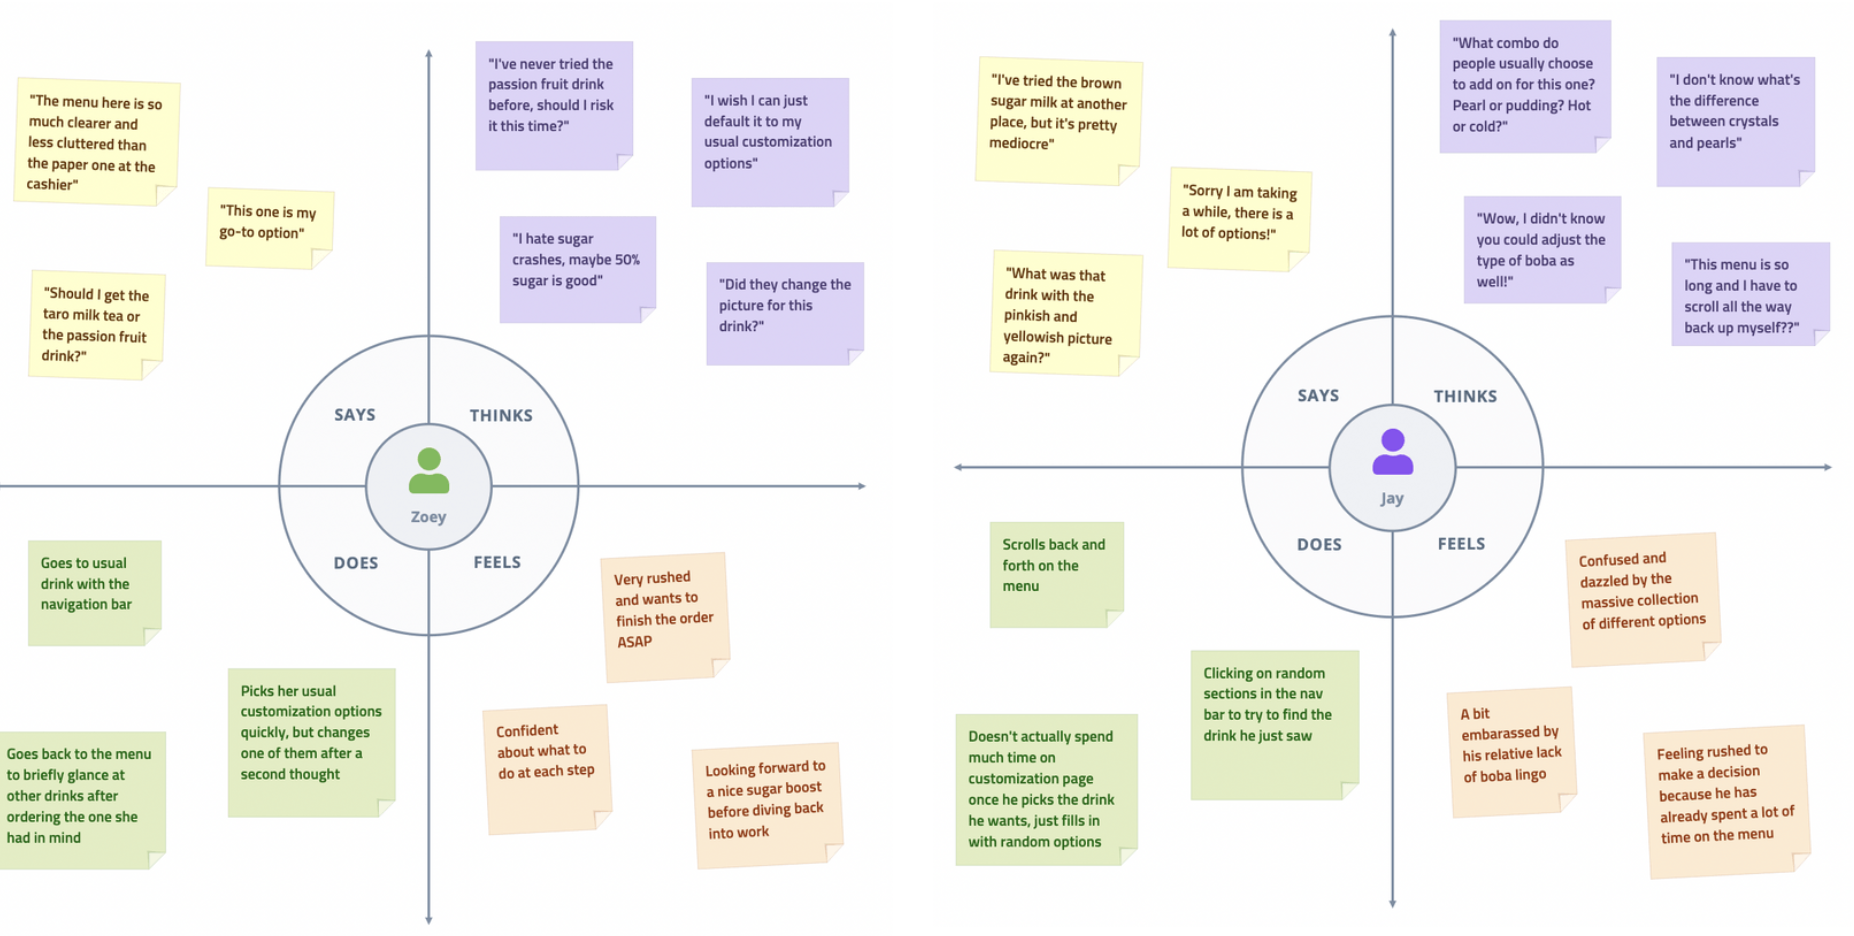 "The menu here is so
much clearer and
less cluttered than
the paper one at the
cashier"
"This one is my
go-to option"
"Should I get the
taro milk tea or
the passion fruit
drink?"
"I've never tried the
passion fruit drink
before, should I risk
it this time?"
"I wish I can just
default it to my
usual customization
options"
"I hate sugar
crashes, maybe 50%
sugar is good"
"Did they change the
picture for this
drink?"
SAYS
THINKS
Zoey
DOES
FEELS
Goes to usual
drink with the
navigation bar
Picks her usual
customization options
quickly, but changes
one of them after a
second thought
Goes back to the menu
to briefly glance at
other drinks after
ordering the one she
had in mind
Very rushed
and wants to
finish the order
ASAP
Confident
about what to
do at each step
Looking forward to
a nice sugar boost
before diving back
into work
"I've tried the brown
sugar milk at another
place, but it's pretty
mediocre"
"Sorry I am taking
a while, there is a
lot of options!"
"What was that
drink with the
pinkish and
yellowish picture
again?"
"What combo do
people usually choose
to add on for this one?
Pearl or pudding? Hot
or cold?"
"I don't know what's
the difference
between crystals
and pearls"
"Wow, I didn't know
you could adjust the
type of boba as
well!"
"This menu is so
long and I have to
scroll all the way
back up myself??"
SAYS
THINKS
Jay
DOES
FEELS
Scrolls back and
forth on the
menu
Clicking on random
sections in the nav
bar to try to find the
drink he just saw
Doesn't actually spend
much time on
customization page
once he picks the drink
he wants, just fills in
with random options
Confused and
dazzled by the
massive collection
of different options
A bit
embarassed by
his relative lack
of boba lingo
Feeling rushed to
make a decision
because he has
already spent a lot of
time on the menu